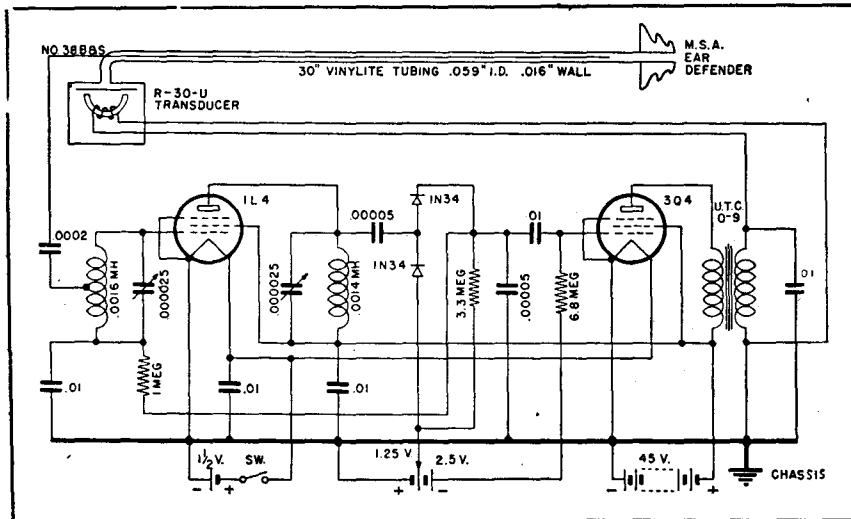 NO 38 B&S
M.S.A.
EAR
DEFENDER
30" VINYLITE TUBING .059" I.D. .016" WALL
R-30-U
TRANSDUCER
1L4
3Q4
U.T.C.
O-9
.0002
.00005
1N34
.01
1N34
.0016 MH
.000025
.000025
.0014 MH
3.3 MEG
.00005
6.8 MEG
.01
.01
1 MEG
.01
.01
1½ V.
SW.
1.25 V.
2.5 V.
45 V.
CHASSIS
- +
+ -
- +